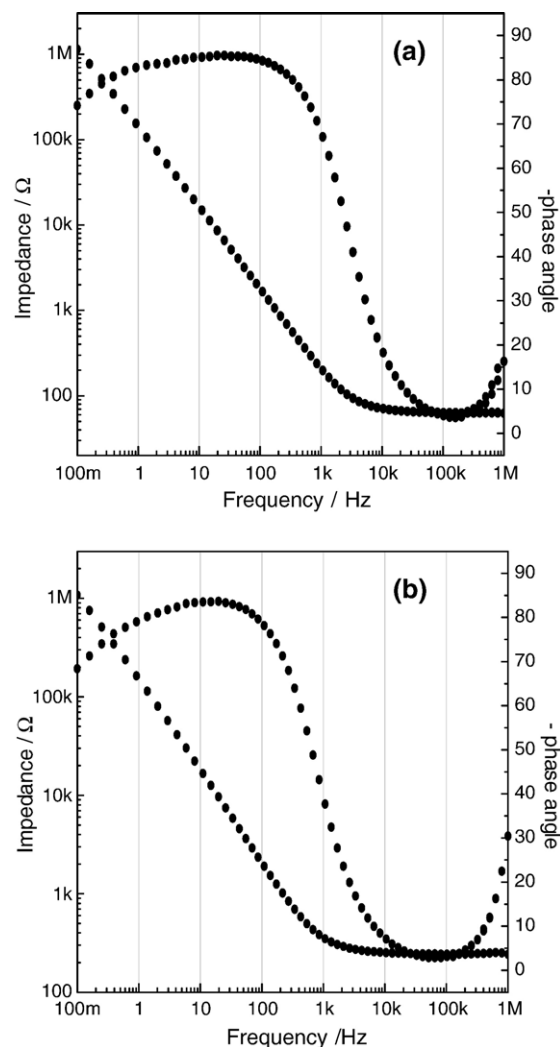 (a)
Impedance / Ω
1M
100k
10k
1k
100
90
80
70
60
50
40
30
20
10
0
-phase angle
100m 1 10 100 1k 10k 100k 1M
Frequency / Hz
(b)
Impedance / Ω
1M
100k
10k
1k
100
90
80
70
60
50
40
30
20
10
0
- phase angle
100m 1 10 100 1k 10k 100k 1M
Frequency /Hz